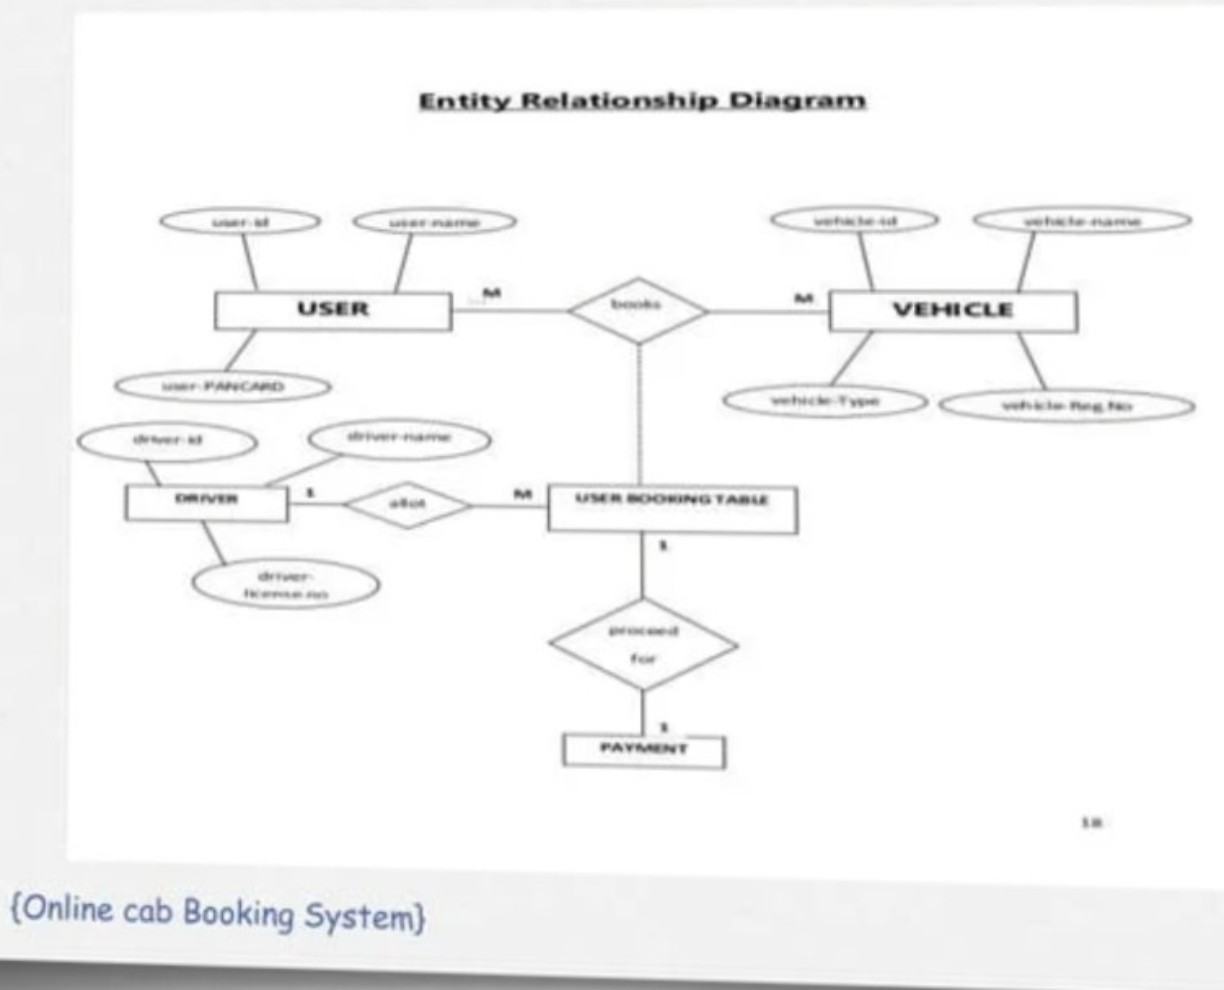 Entity Relationship Diagram
user-id
user-name
vehicle-id
vehicle-name
USER
M
books
M
VEHICLE
user-PANCARD
vehicle-Type
vehicle-Reg.No
driver-id
driver-name
DRIVER
1
allot
M
USER BOOKING TABLE
driver-
license-no
1
proceed
for
1
PAYMENT
18
{Online cab Booking System}